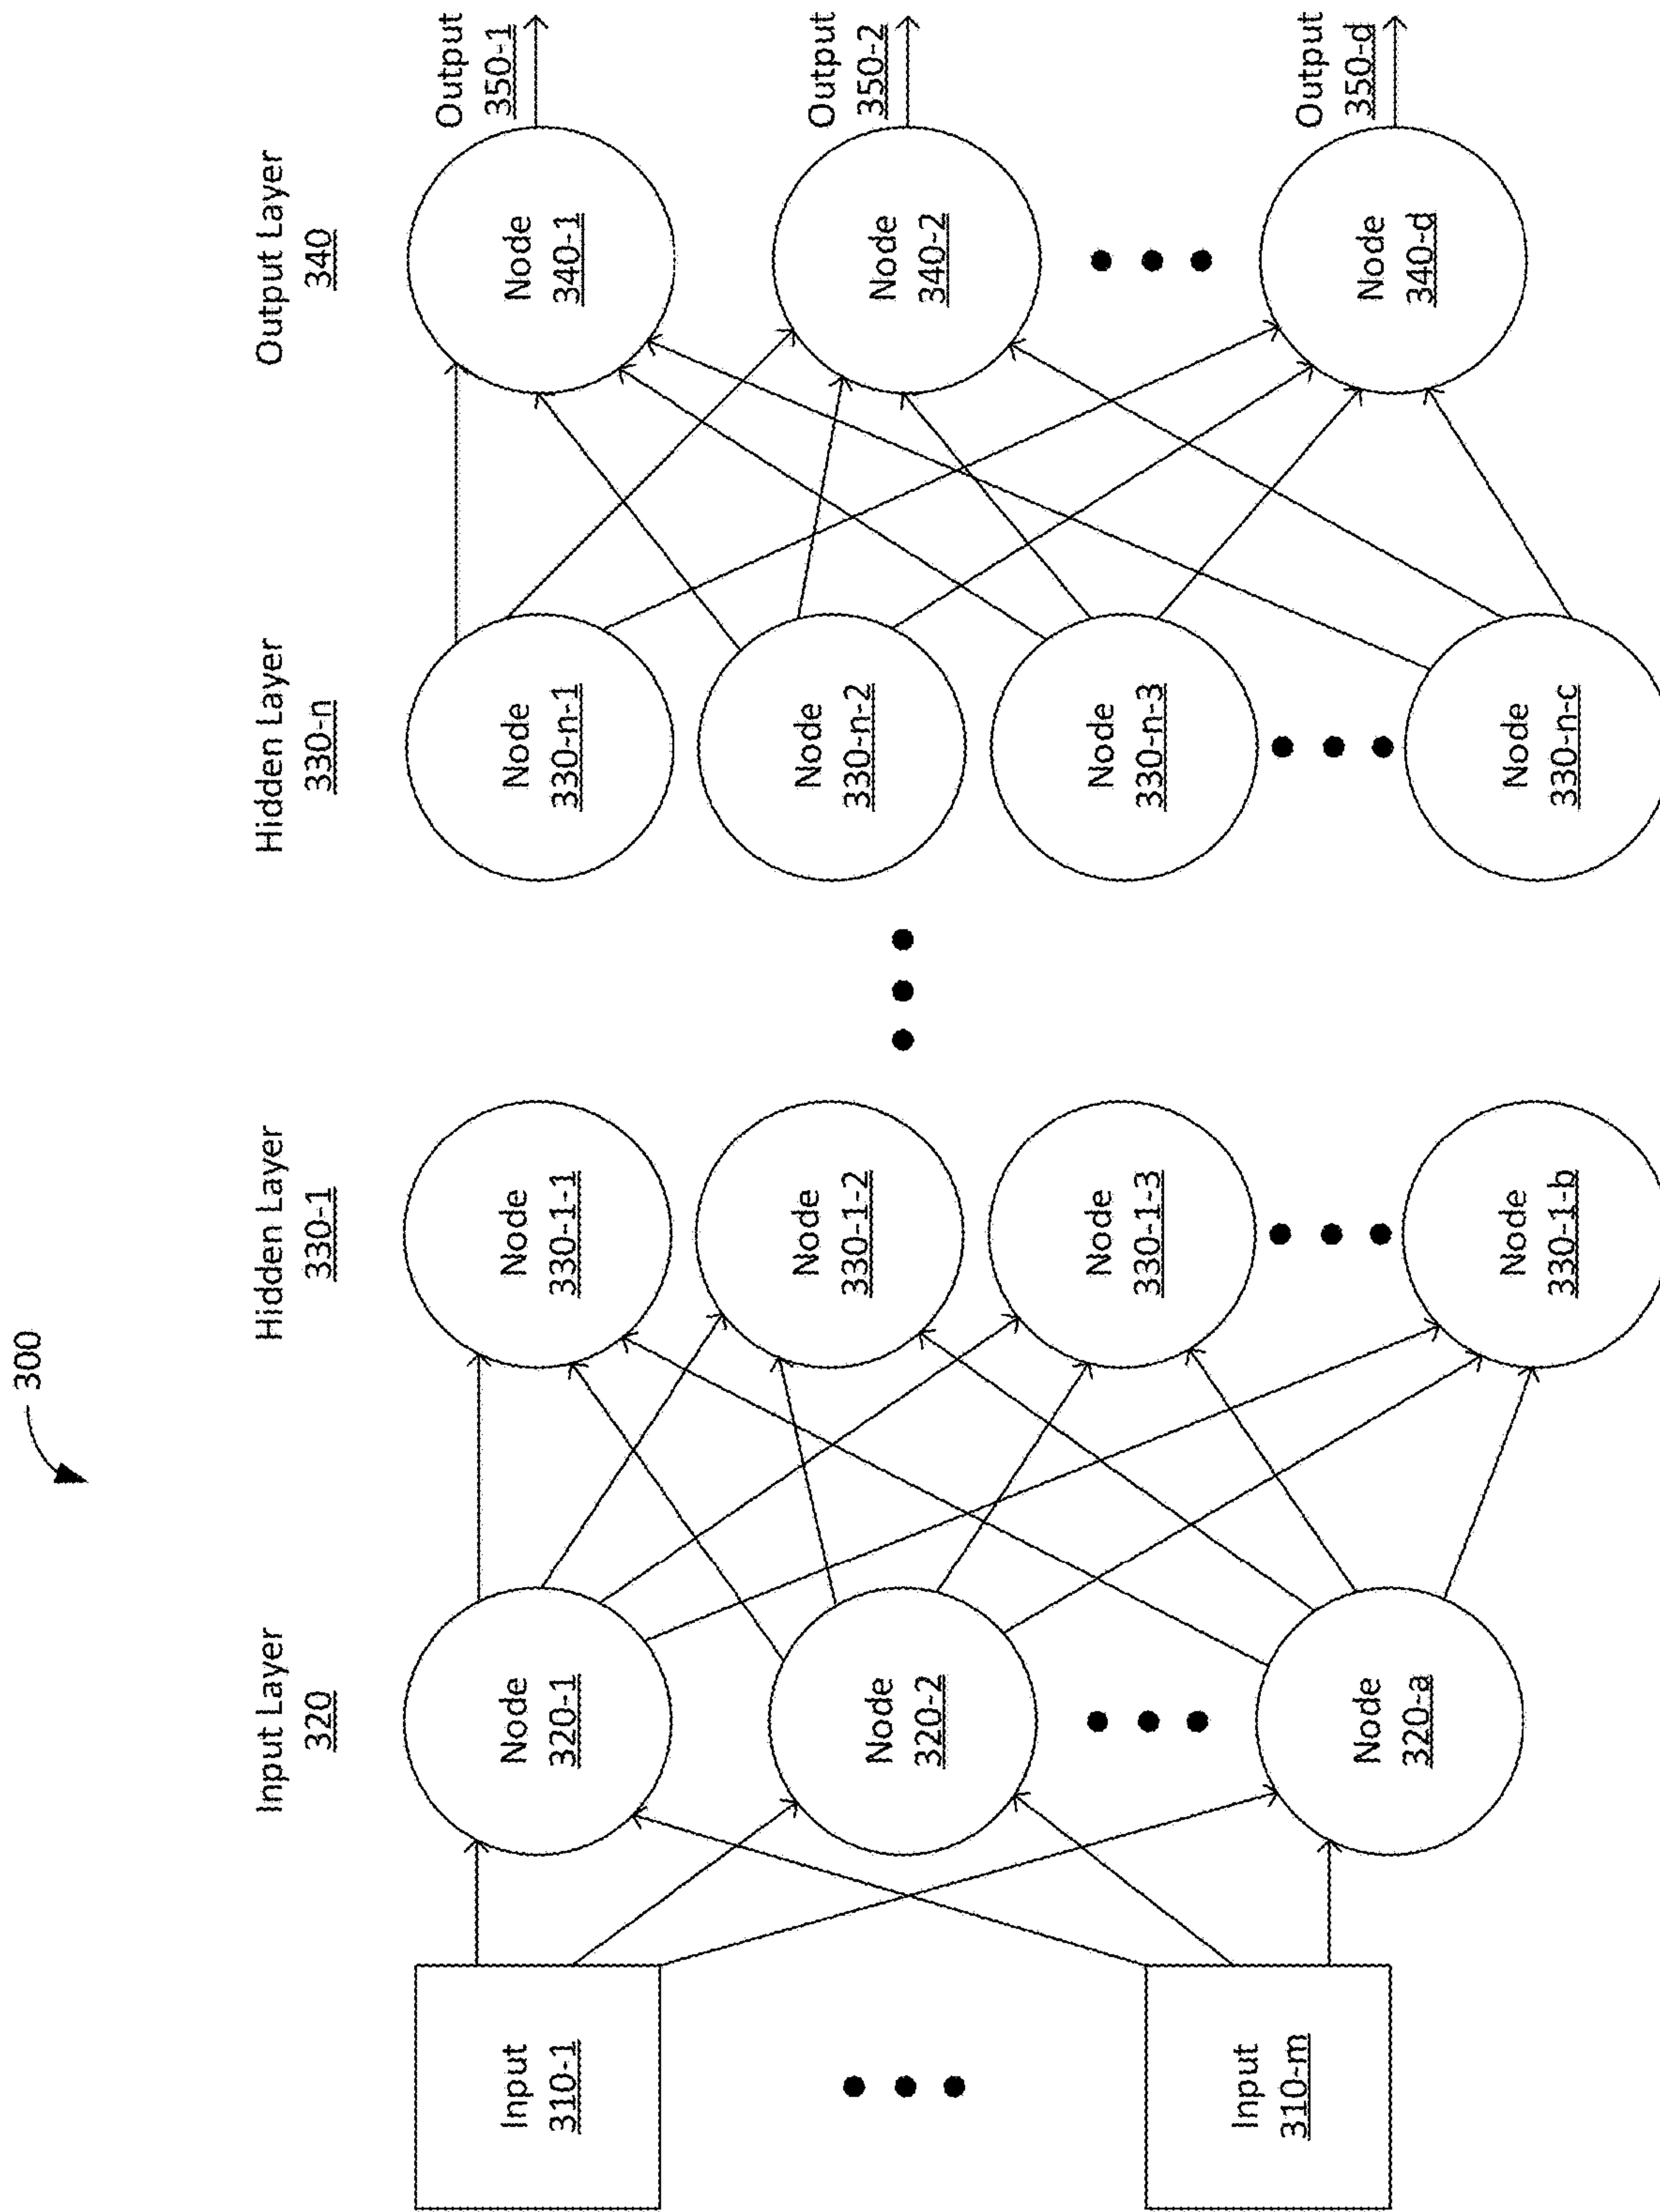 300
Input Layer
320
Hidden Layer
330-1
Hidden Layer
330-n
Output Layer
340
Input
310-1
Input
310-m
Node
320-1
Node
320-2
Node
320-a
Node
330-1-1
Node
330-1-2
Node
330-1-3
Node
330-1-b
Node
330-n-1
Node
330-n-2
Node
330-n-3
Node
330-n-c
Node
340-1
Node
340-2
Node
340-d
Output
350-1
Output
350-2
Output
350-d